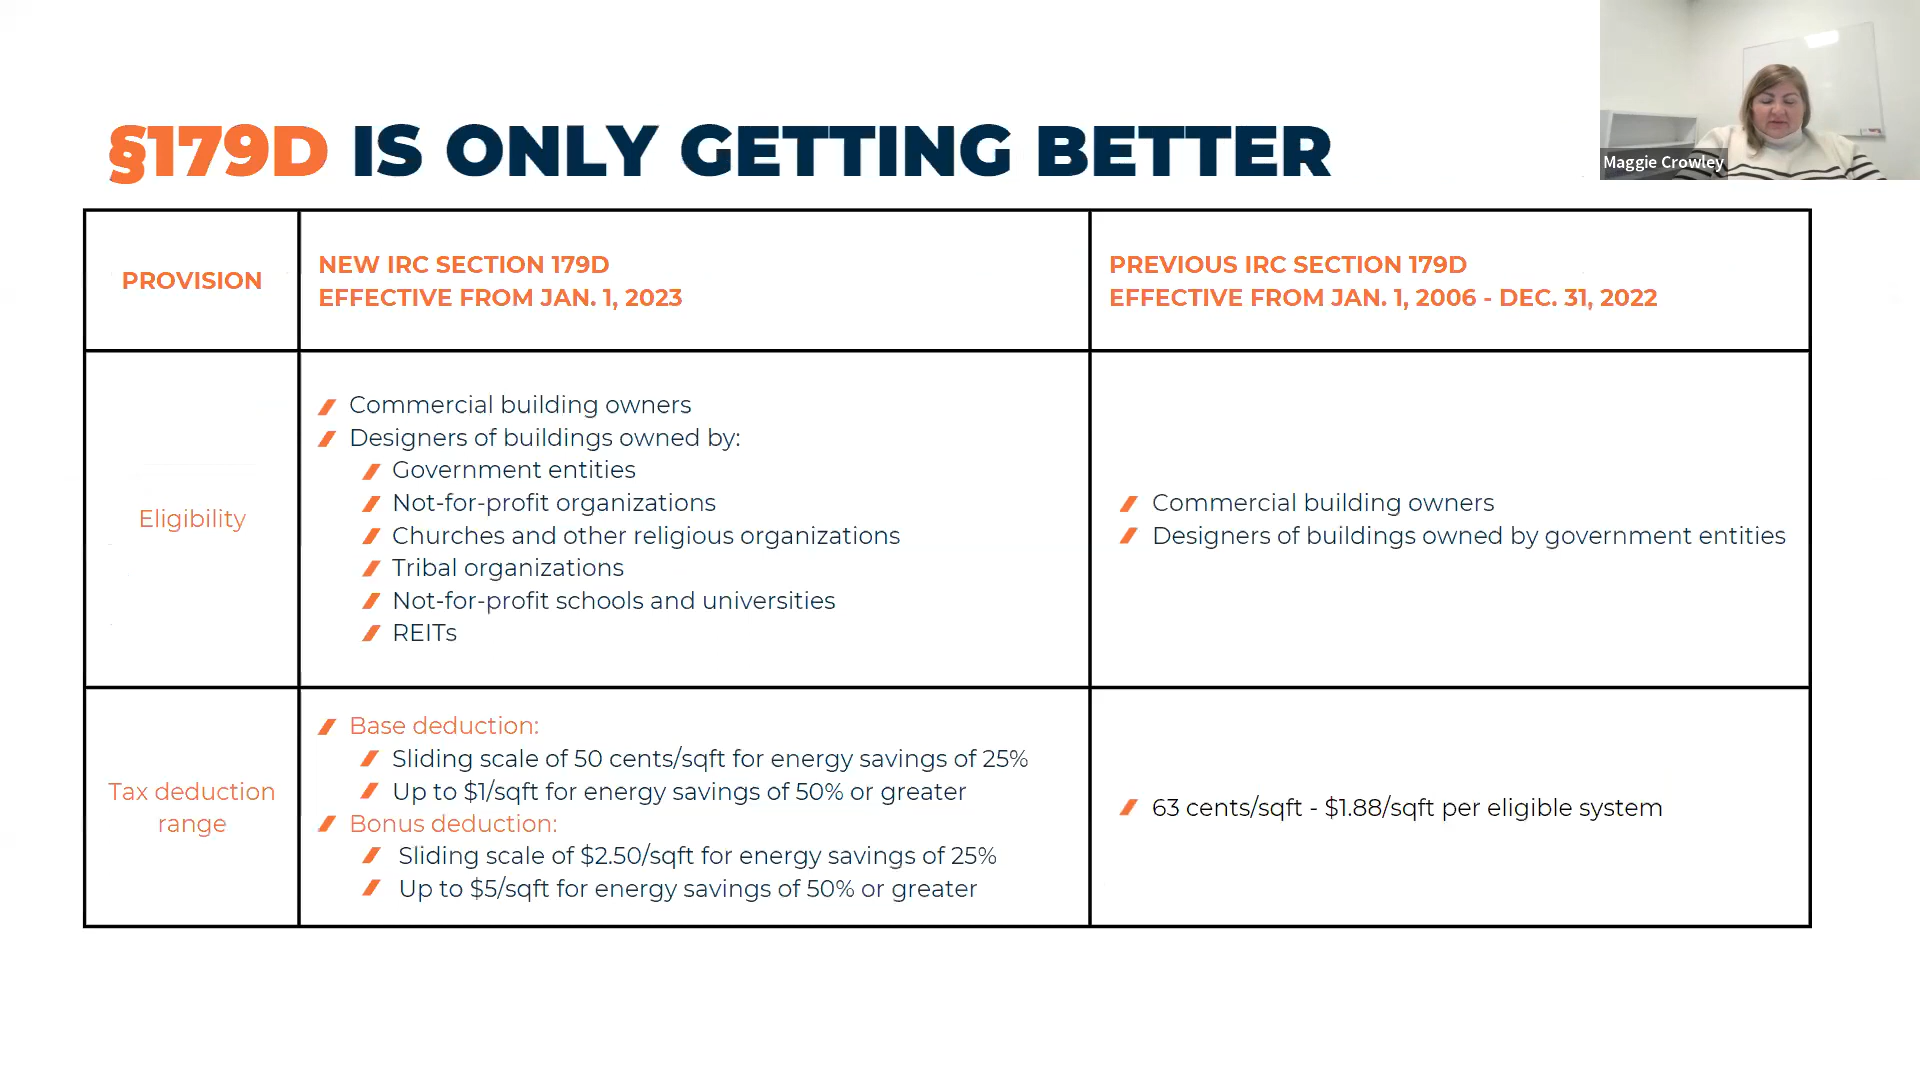 §179D IS ONLY GETTING BETTER
Maggie Crowley
PROVISION
NEW IRC SECTION 179D
EFFECTIVE FROM JAN. 1, 2023
PREVIOUS IRC SECTION 179D
EFFECTIVE FROM JAN. 1, 2006 - DEC. 31, 2022
Eligibility
Commercial building owners
Designers of buildings owned by:
Government entities
Not-for-profit organizations
Churches and other religious organizations
Tribal organizations
Not-for-profit schools and universities
REITs
Commercial building owners
Designers of buildings owned by government entities
Tax deduction
range
Base deduction:
Sliding scale of 50 cents/sqft for energy savings of 25%
Up to $1/sqft for energy savings of 50% or greater
Bonus deduction:
Sliding scale of $2.50/sqft for energy savings of 25%
Up to $5/sqft for energy savings of 50% or greater
63 cents/sqft - $1.88/sqft per eligible system